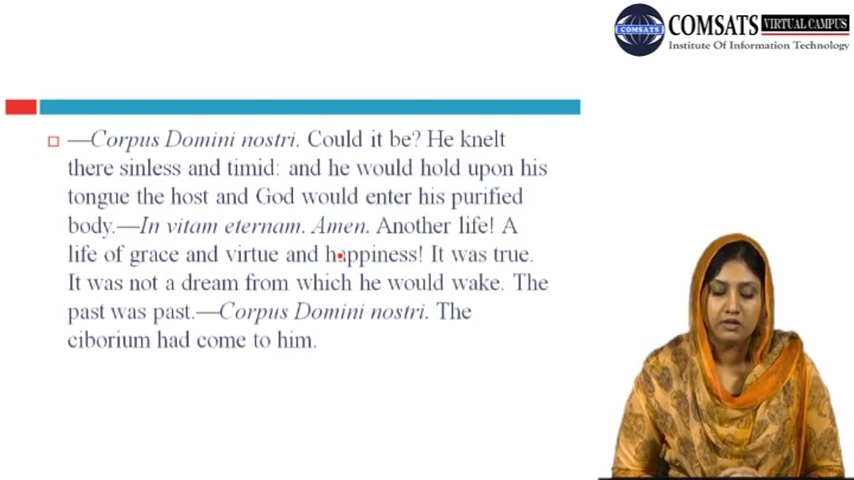 COMSATS VIRTUAL CAMPUS
COMSATS
Institute Of Information Technology
—Corpus Domini nostri. Could it be? He knelt
there sinless and timid: and he would hold upon his
tongue the host and God would enter his purified
body.—In vitam eternam. Amen. Another life! A
life of grace and virtue and happiness! It was true.
It was not a dream from which he would wake. The
past was past.—Corpus Domini nostri. The
ciborium had come to him.